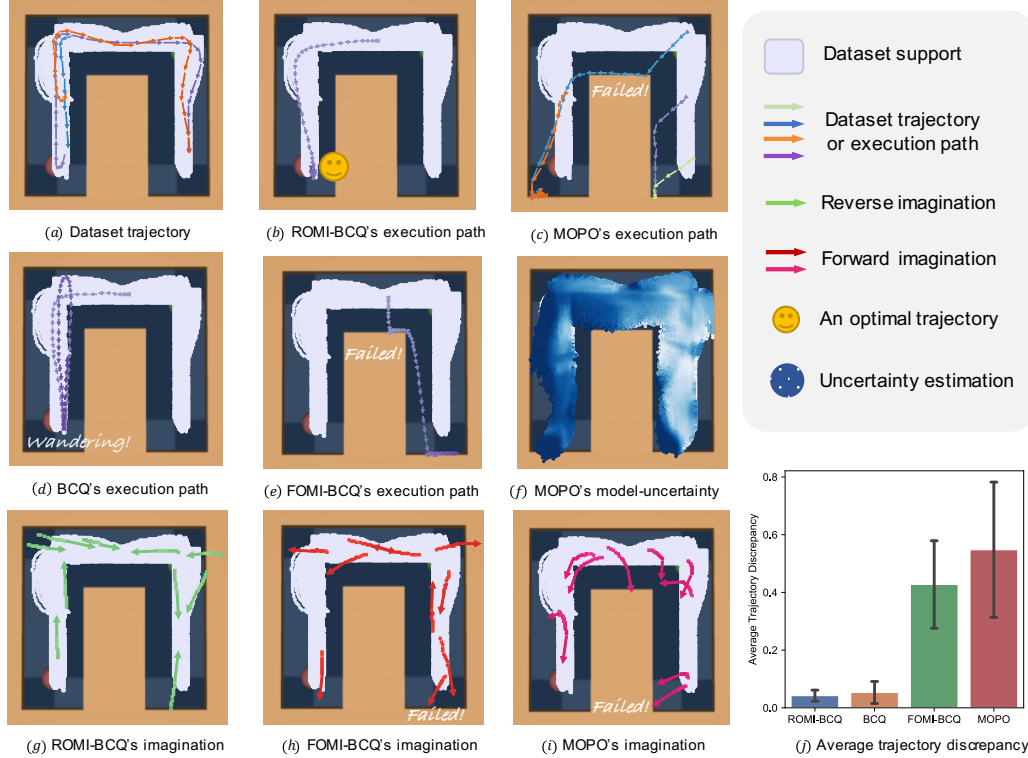 (a) Dataset trajectory
(b) ROMI-BCQ's execution path
Failed!
(c) MOPO's execution path
Dataset support
Dataset trajectory
or execution path
Reverse imagination
Forward imagination
An optimal trajectory
Uncertainty estimation
Wandering!
(d) BCQ's execution path
Failed!
(e) FOMI-BCQ's execution path
(f) MOPO's model-uncertainty
(g) ROMI-BCQ's imagination
Failed!
(h) FOMI-BCQ's imagination
Failed!
(i) MOPO's imagination
Average Trajectory Discrepancy
0.8
0.6
0.4
0.2
0.0
ROMI-BCQ BCQ FOMI-BCQ MOPO
(j) Average trajectory discrepancy